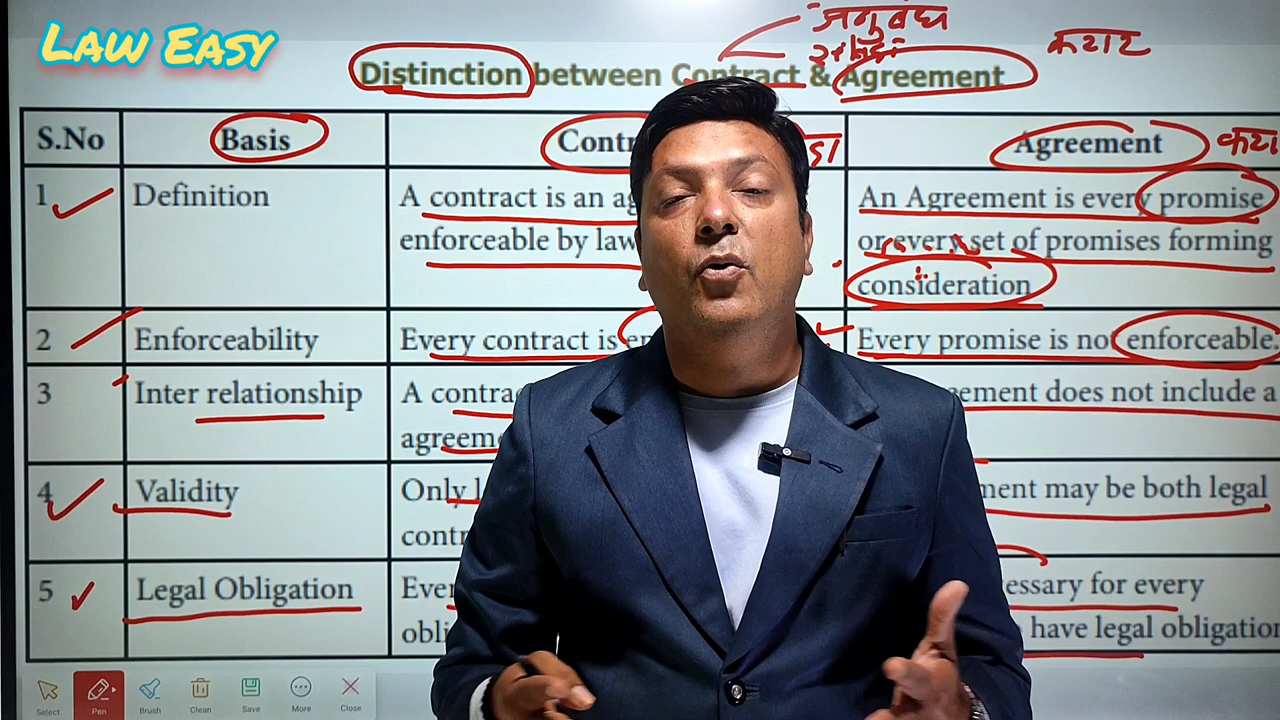 LAW EASY
करार
Distinction between Contract & Agreement
S.No Basis Contr Agreement
1 Definition A contract is an ag An Agreement is every promise
enforceable by law or every set of promises forming
consideration
2 Enforceability Every contract is en Every promise is not enforceable.
3 Inter relationship A contrac ement does not include a
agreem
4 Validity Only l ment may be both legal
contr
5 Legal Obligation Ever essary for every
obli have legal obligation
Select Pen Brush Clean Save More Close